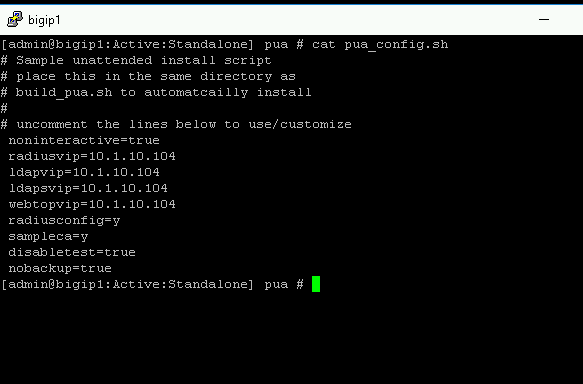 bigip1
[admin@bigip1:Active:Standalone] pua # cat pua_config.sh
# Sample unattended install script
# place this in the same directory as
# build_pua.sh to automatcailly install
#
# uncomment the lines below to use/customize
noninteractive=true
radiusvip=10.1.10.104
ldapvip=10.1.10.104
ldapsvip=10.1.10.104
webtopvip=10.1.10.104
radiusconfig=y
sampleca=y
disabletest=true
nobackup=true
[admin@bigip1:Active:Standalone] pua #